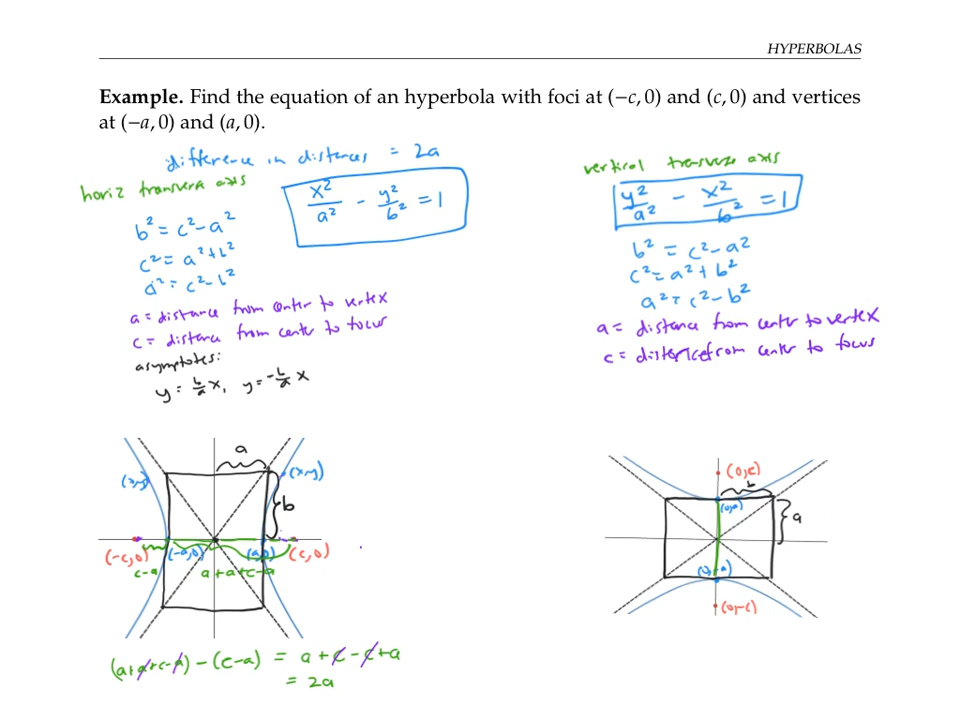 HYPERBOLAS
Example. Find the equation of an hyperbola with foci at (−c, 0) and (c, 0) and vertices
at (−a, 0) and (a, 0).
difference in distances = 2a
horiz transvers axis
x²/a² - y²/b² = 1
b² = c² - a²
c² = a² + b²
a² = c² - b²
a = distance from center to vertex
c = distance from center to focus
asymptotes:
y = b/a x, y = -b/a x
vertical transverse axis
y²/a² - x²/b² = 1
b² = c² - a²
c² = a² + b²
a² = c² - b²
a = distance from center to vertex
c = distance from center to focus
a
(x,y) (x,y)
b
(-c,0) (-a,0) (a,0) (c,0)
c-a a+a+c-a
(a+a+c-a) - (c-a) = a+c-c+a
= 2a
(0,c)
b
(0,a)
a
(0,-a)
(0,-c)